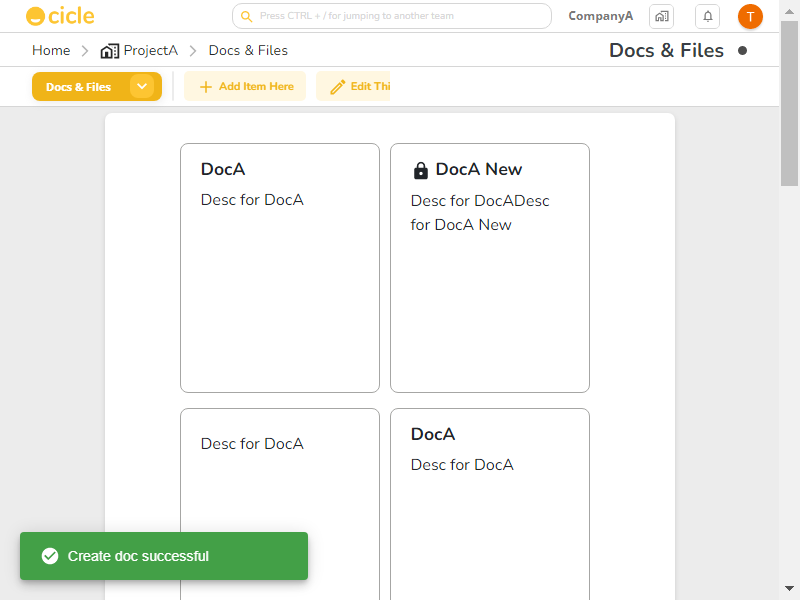 cicle
Press CTRL + / for jumping to another team
CompanyA
T
Home
ProjectA
Docs & Files
Docs & Files
Docs & Files
Add Item Here
Edit Thi
DocA
Desc for DocA
DocA New
Desc for DocADesc
for DocA New
Desc for DocA
DocA
Desc for DocA
Create doc successful